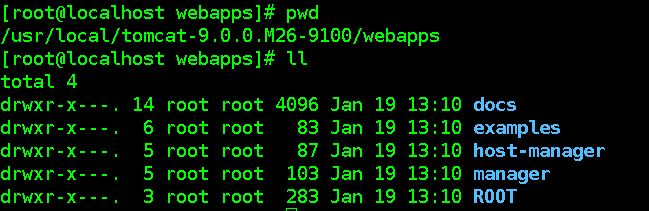 [root@localhost webapps]# pwd
/usr/local/tomcat-9.0.0.M26-9100/webapps
[root@localhost webapps]# ll
total 4
drwxr-x---. 14 root root 4096 Jan 19 13:10 docs
drwxr-x---.  6 root root   83 Jan 19 13:10 examples
drwxr-x---.  5 root root   87 Jan 19 13:10 host-manager
drwxr-x---.  5 root root  103 Jan 19 13:10 manager
drwxr-x---.  3 root root  283 Jan 19 13:10 ROOT